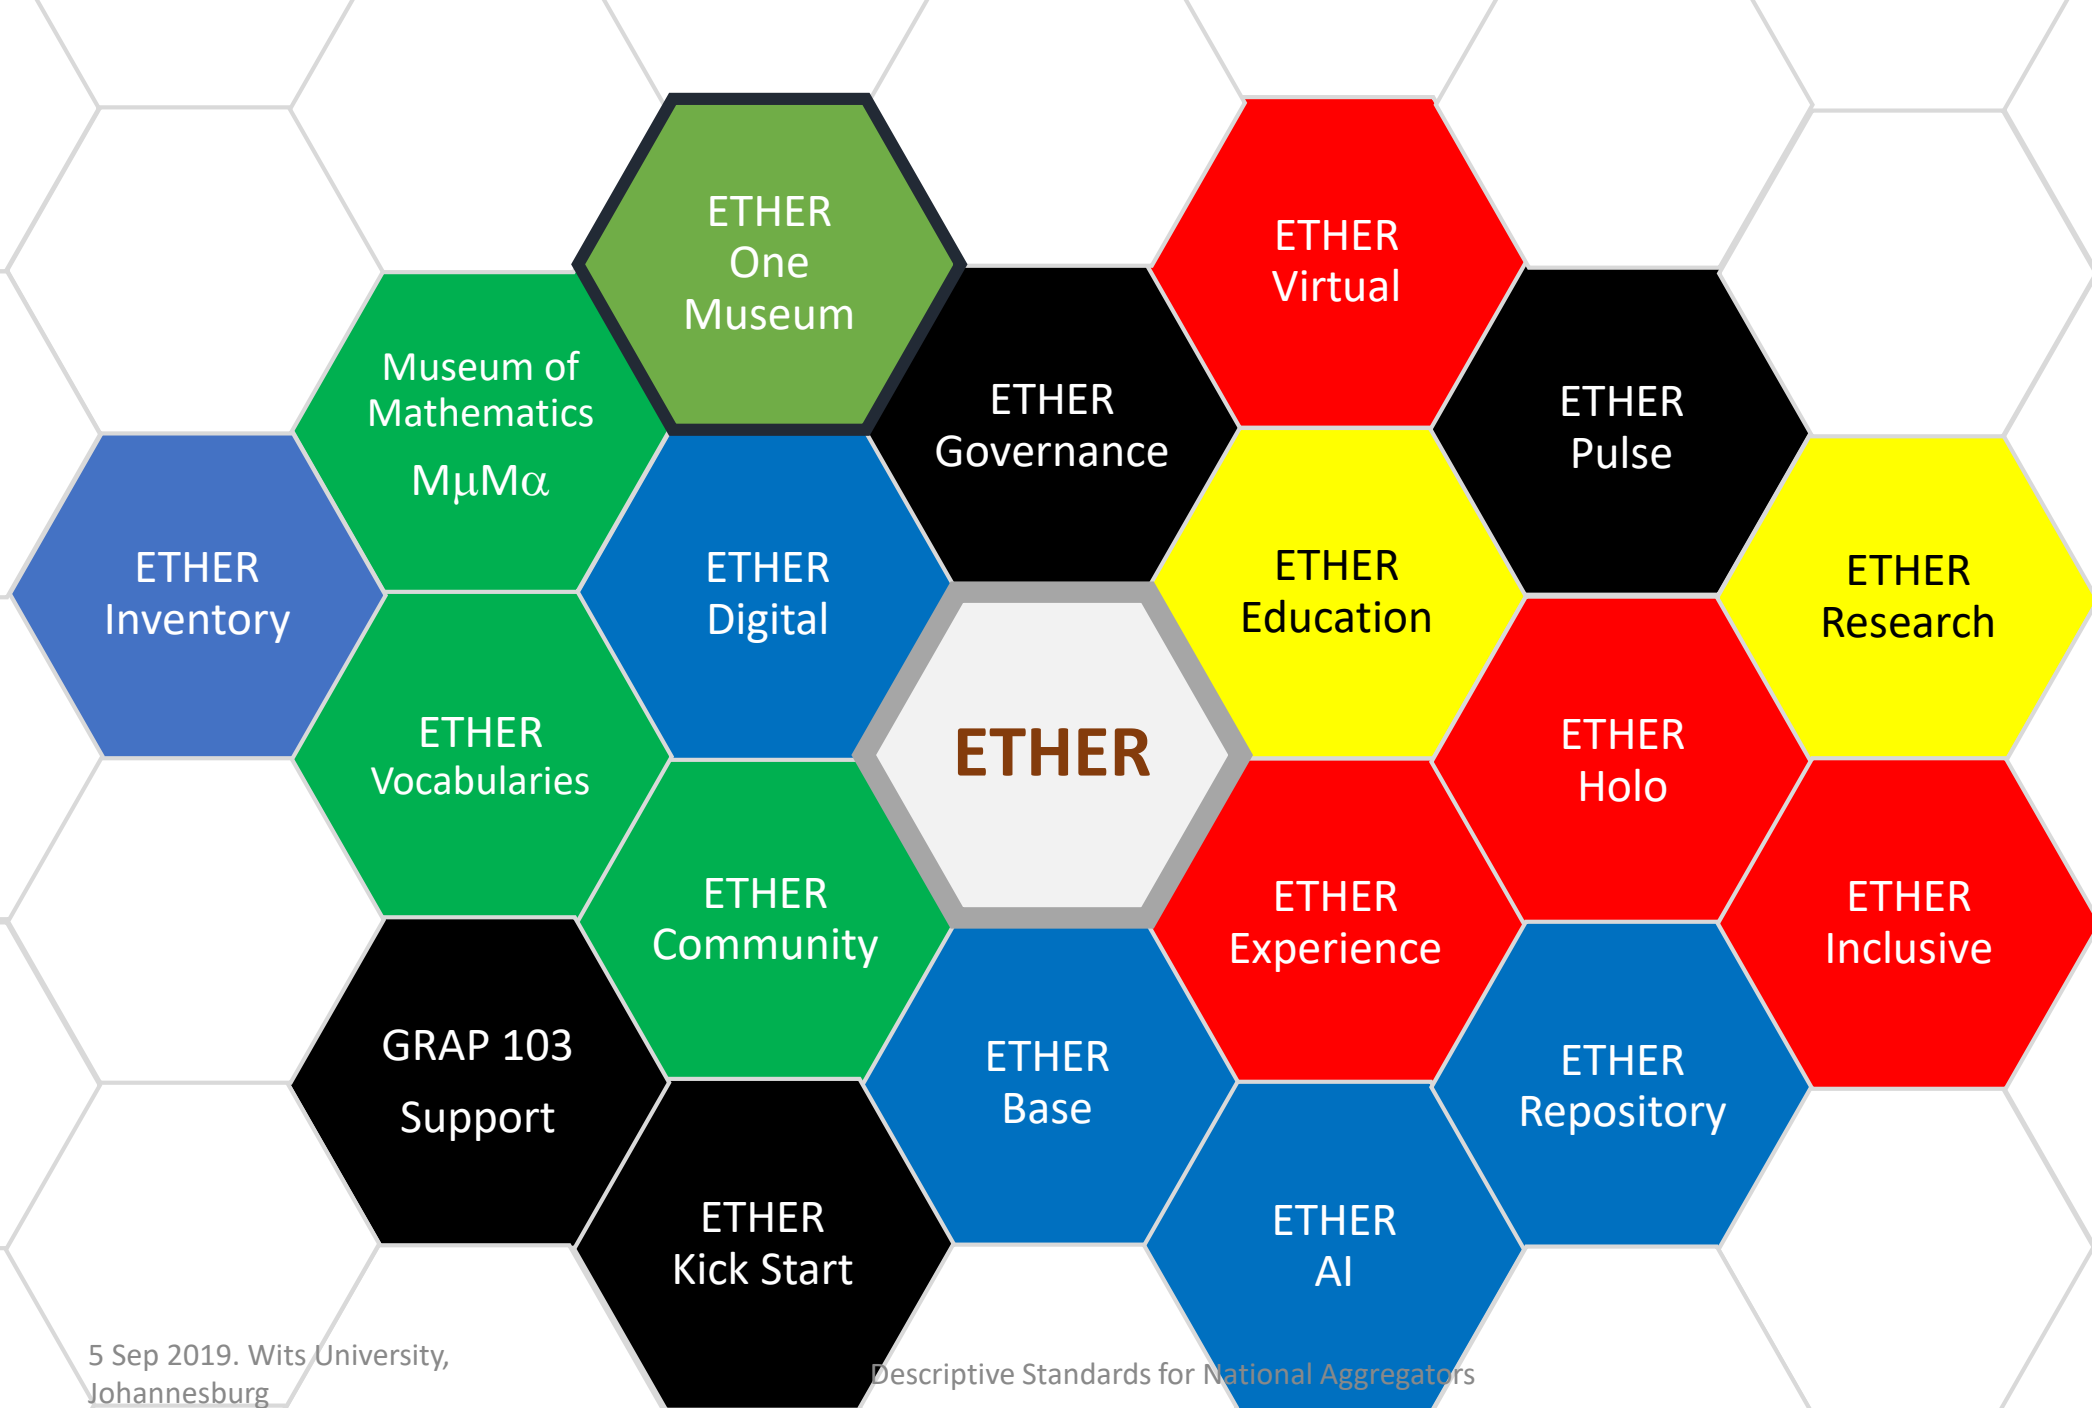 ETHER
One
Museum
ETHER
Virtual
Museum of
Mathematics
MμMα
ETHER
Governance
ETHER
Pulse
ETHER
Inventory
ETHER
Digital
ETHER
Education
ETHER
Research
ETHER
Vocabularies
ETHER
ETHER
Holo
ETHER
Community
ETHER
Experience
ETHER
Inclusive
GRAP 103
Support
ETHER
Base
ETHER
Repository
ETHER
Kick Start
ETHER
AI
5 Sep 2019. Wits University,
Johannesburg
Descriptive Standards for National Aggregators